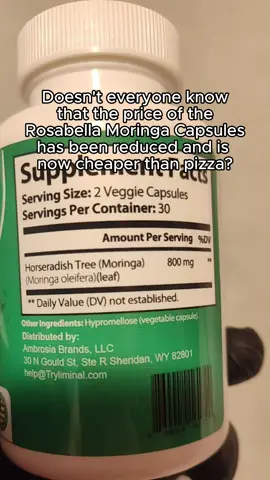 Doesn't everyone know
that the price of the
Rosabella Moringa Capsules
has been reduced and is
now cheaper than pizza?
Supplement Facts
Serving Size: 2 Veggie Capsules
Servings Per Container: 30
Amount Per Serving %DV
Horseradish Tree (Moringa) 800 mg **
(Moringa oleifera)(leaf)
** Daily Value (DV) not established.
Other Ingredients: Hypromellose (vegetable capsule)
Distributed by:
Ambrosia Brands, LLC
30 N Gould St, Ste R Sheridan, WY 82801
help@Tryliminal.com